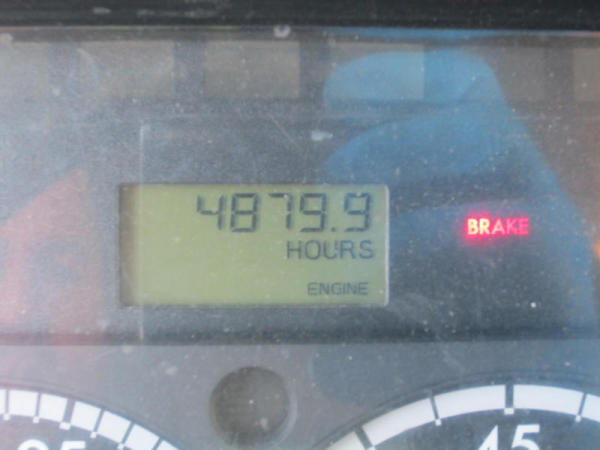 4879.9
HOURS
BRAKE
ENGINE
45